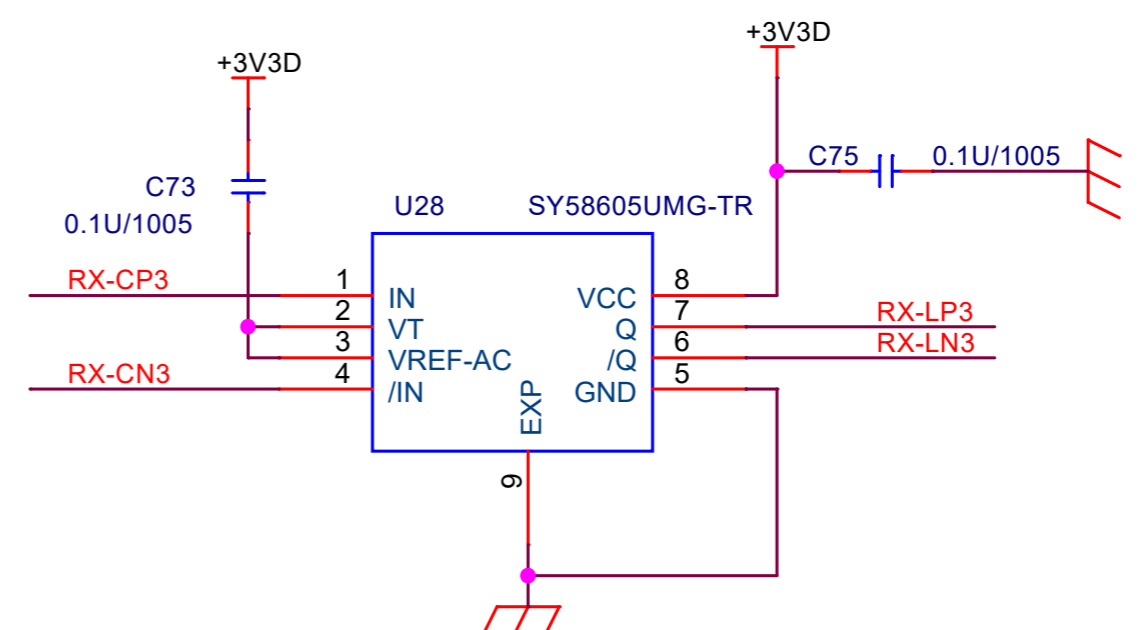 +3V3D
+3V3D
C75 0.1U/1005
C73
0.1U/1005
U28 SY58605UMG-TR
RX-CP3 1 IN VCC 8
2 VT Q 7 RX-LP3
3 VREF-AC /Q 6 RX-LN3
RX-CN3 4 /IN GND 5
EXP
9